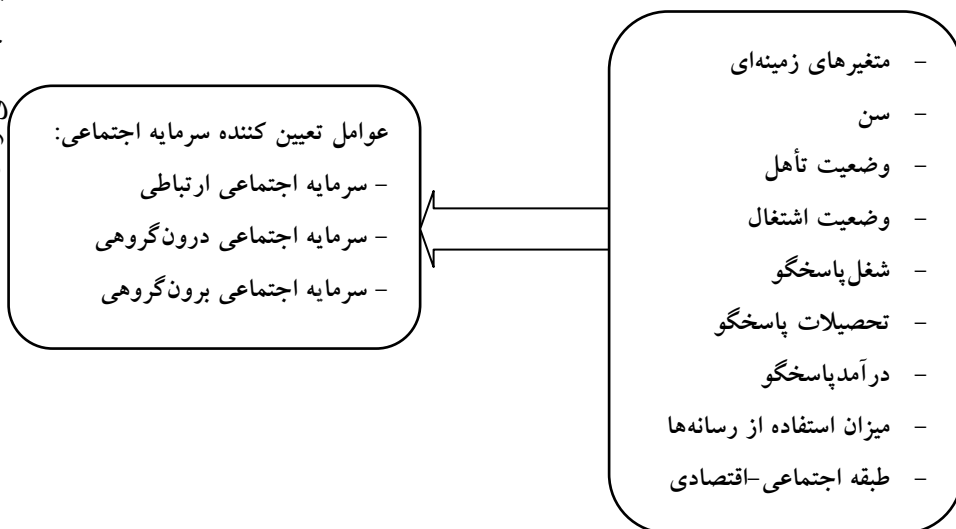 - متغیرهای زمینه‌ای
- سن
- وضعیت تأهل
- وضعیت اشتغال
- شغل‌پاسخگو
- تحصیلات پاسخگو
- درآمدپاسخگو
- میزان استفاده از رسانه‌ها
- طبقه اجتماعی-اقتصادی
عوامل تعیین کننده سرمایه اجتماعی:
- سرمایه اجتماعی ارتباطی
- سرمایه اجتماعی درون‌گروهی
- سرمایه اجتماعی برون‌گروهی